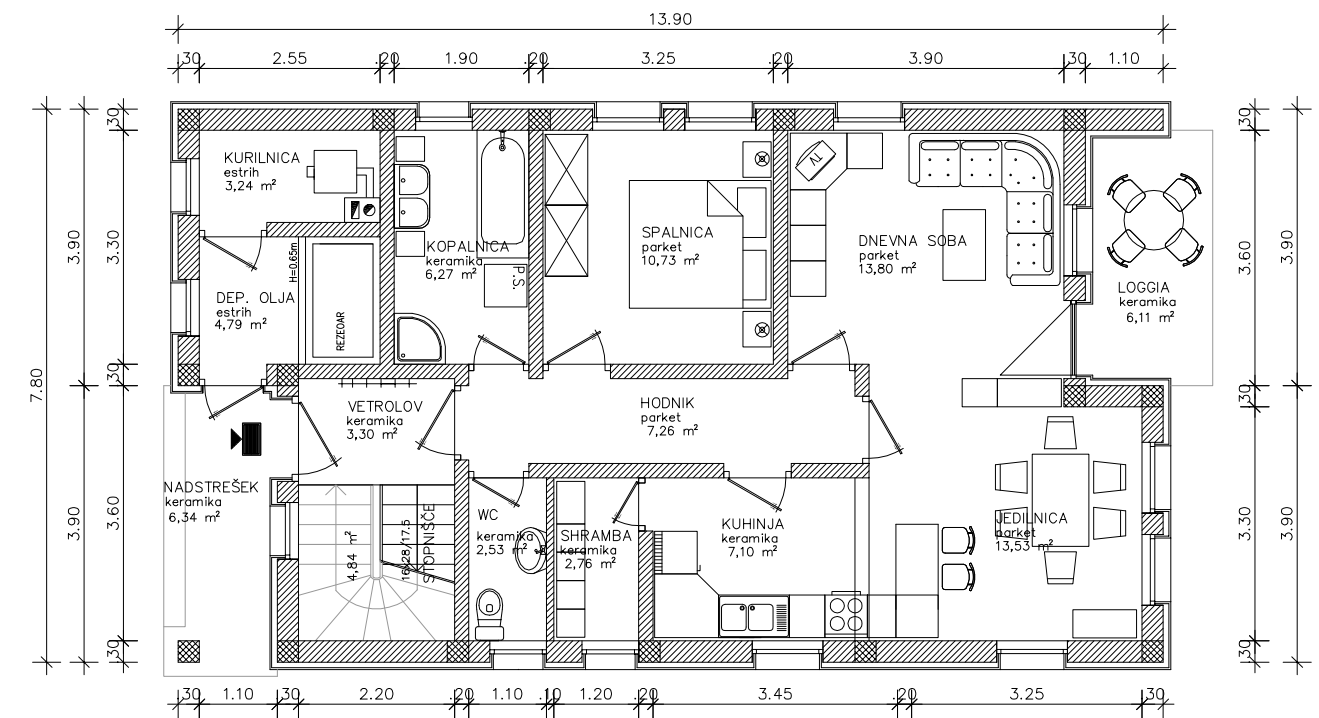 13.90
.30 2.55 .20 1.90 .20 3.25 .20 3.90 .30 1.10
7.80
3.90
3.90
.30
3.30
.30
3.60
.30
.30
3.60
.30
3.30
.30
3.90
3.90
KURILNICA
estrih
3,24 m²
DEP. OLJA
estrih
4,79 m²
H=0.65m
REZEOAR
KOPALNICA
keramika
6,27 m²
P.S.
SPALNICA
parket
10,73 m²
TV
DNEVNA SOBA
parket
13,80 m²
LOGGIA
keramika
6,11 m²
VETROLOV
keramika
3,30 m²
HODNIK
parket
7,26 m²
NADSTREŠEK
keramika
6,34 m²
4,84 m²
16x28/17.5
STOPNIŠČE
WC
keramika
2,53 m²
SHRAMBA
keramika
2,76 m²
KUHINJA
keramika
7,10 m²
JEDILNICA
parket
13,53 m²
.30 1.10 .30 2.20 .20 1.10 .10 1.20 .20 3.45 .20 3.25 .30